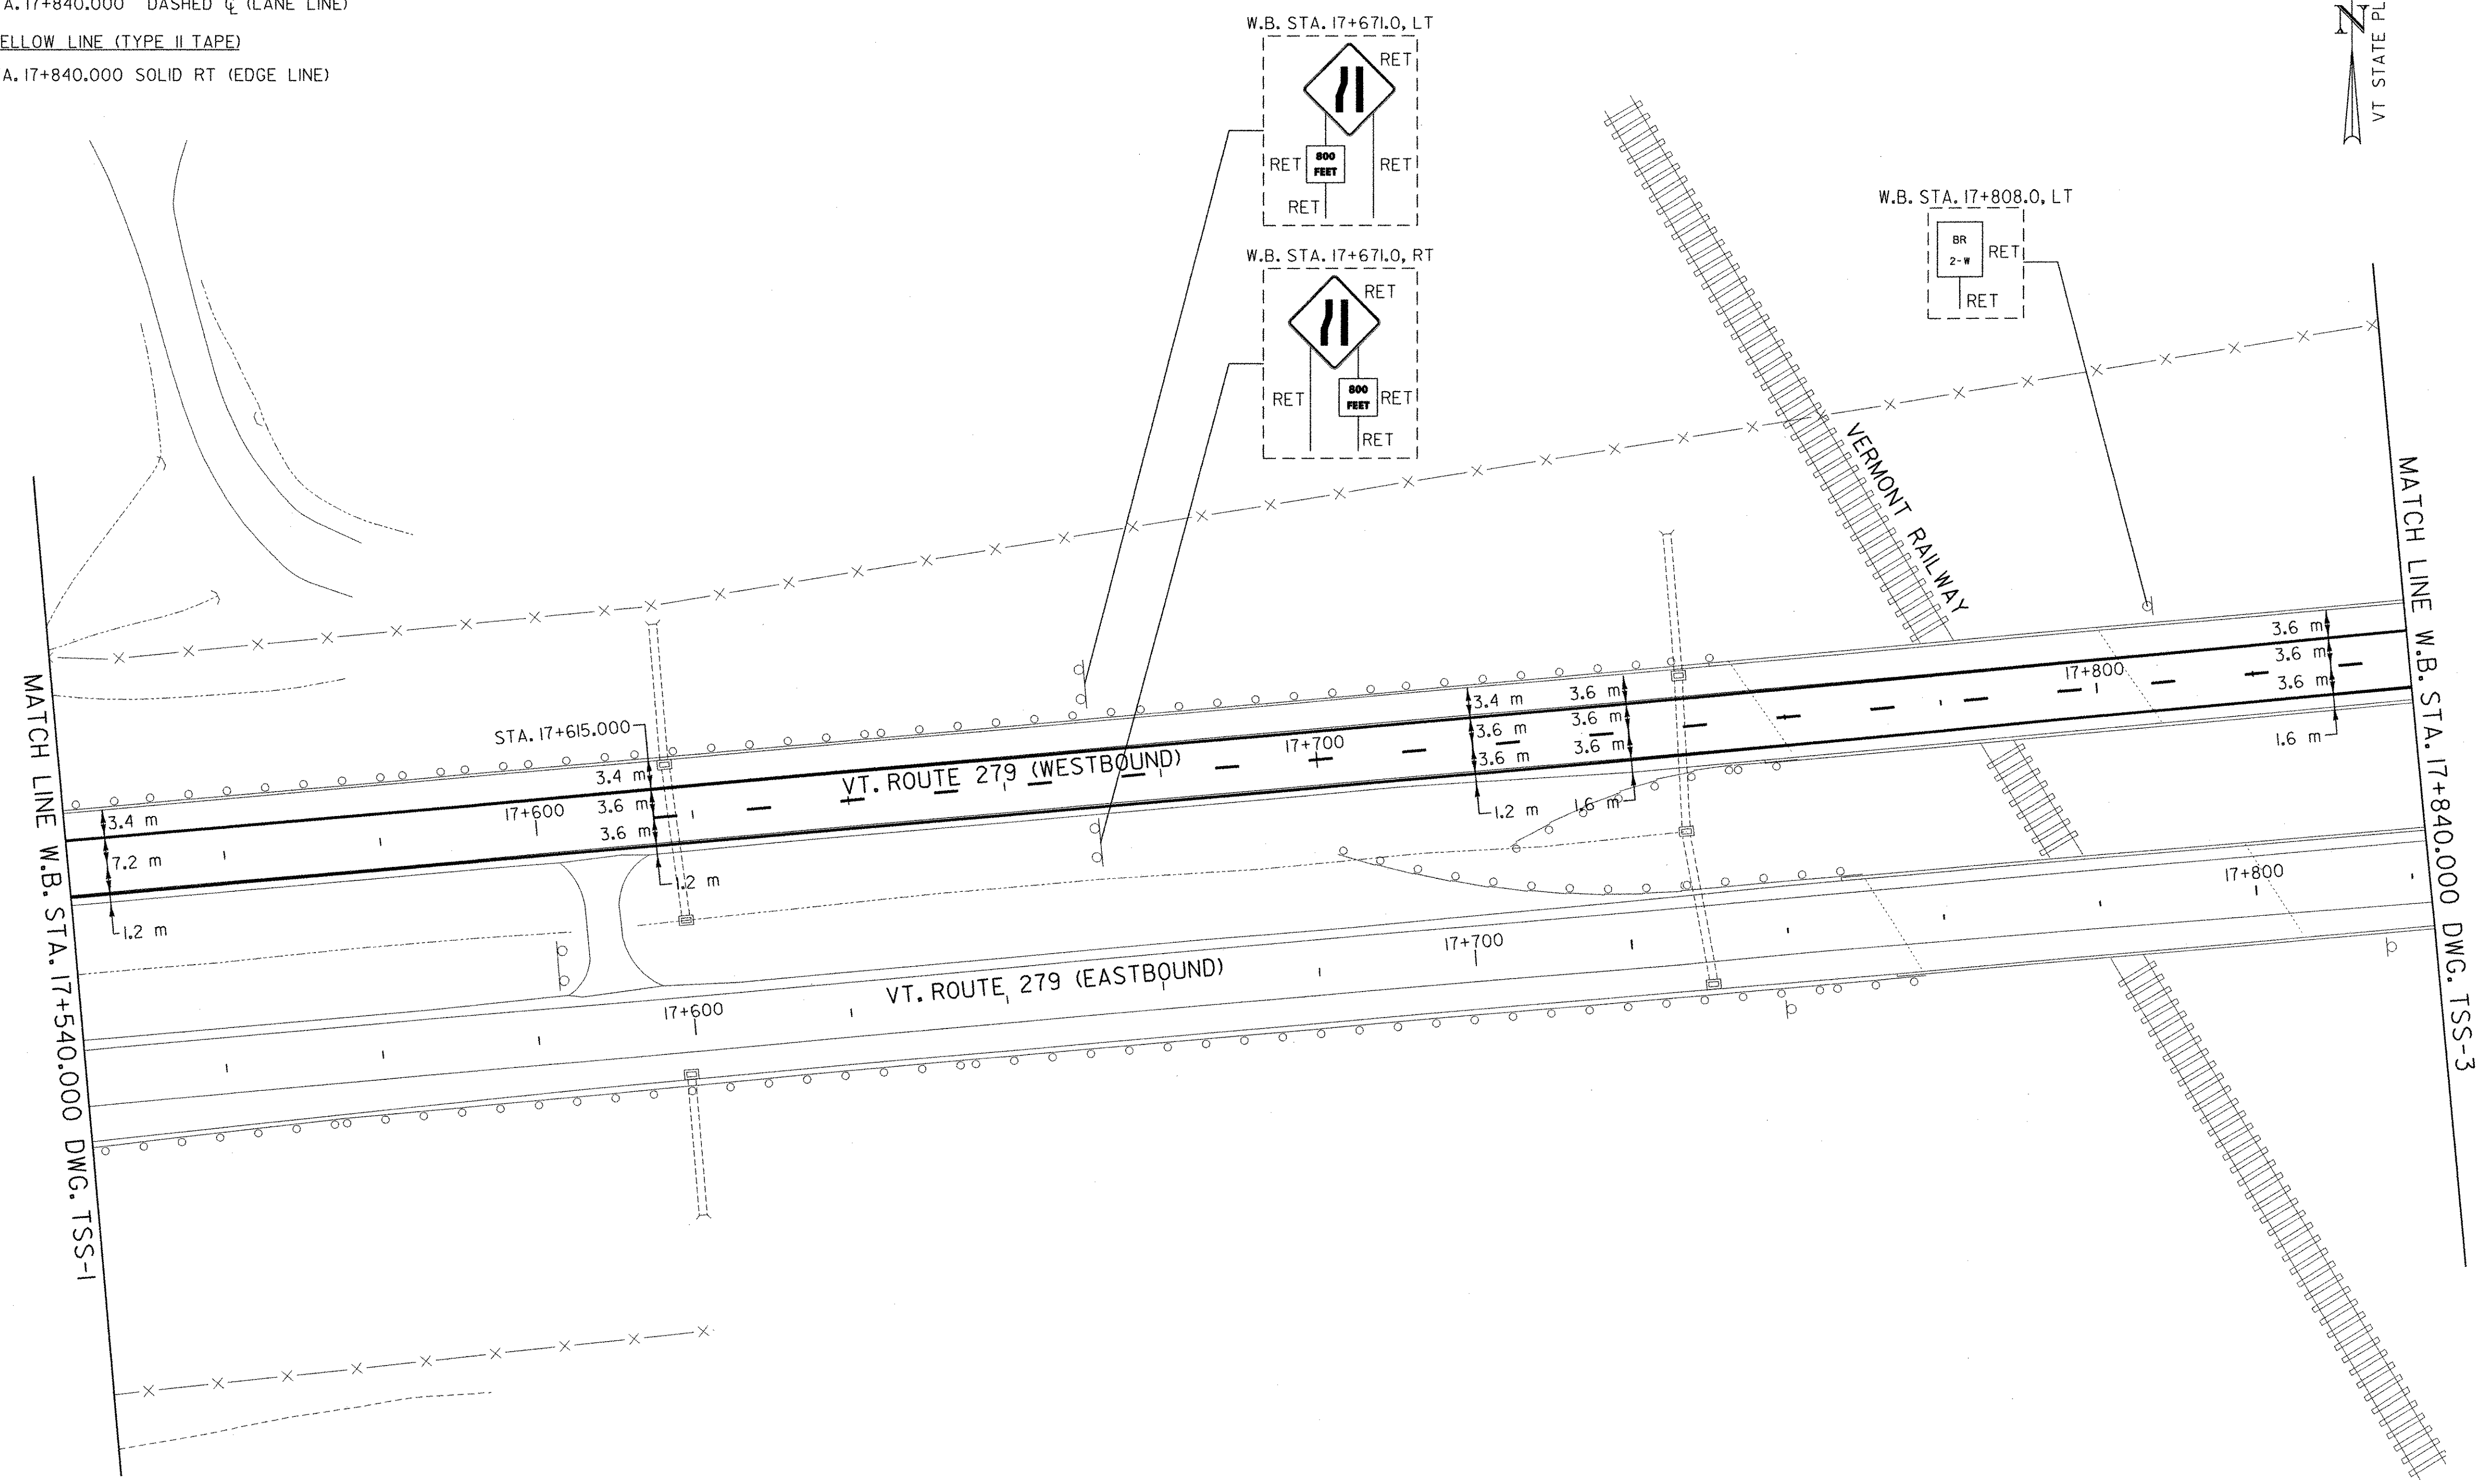 A. 17+840.000 DASHED ℄ (LANE LINE)
ELLOW LINE (TYPE II TAPE)
A. 17+840.000 SOLID RT (EDGE LINE)
N
VT STATE PL
W.B. STA. 17+671.0, LT
RET
800
FEET
RET
RET
RET
W.B. STA. 17+671.0, RT
RET
RET
800
FEET
RET
RET
W.B. STA. 17+808.0, LT
BR
2-W
RET
RET
VERMONT RAILWAY
MATCH LINE W.B. STA. 17+540.000 DWG. TSS-1
MATCH LINE W.B. STA. 17+840.000 DWG. TSS-3
STA. 17+615.000
3.4 m
3.6 m
3.6 m
1.2 m
3.4 m
7.2 m
1.2 m
17+600
VT. ROUTE 279 (WESTBOUND)
17+700
3.4 m
3.6 m
3.6 m
1.2 m
3.6 m
3.6 m
3.6 m
1.6 m
17+800
3.6 m
3.6 m
3.6 m
1.6 m
17+600
VT. ROUTE 279 (EASTBOUND)
17+700
17+800